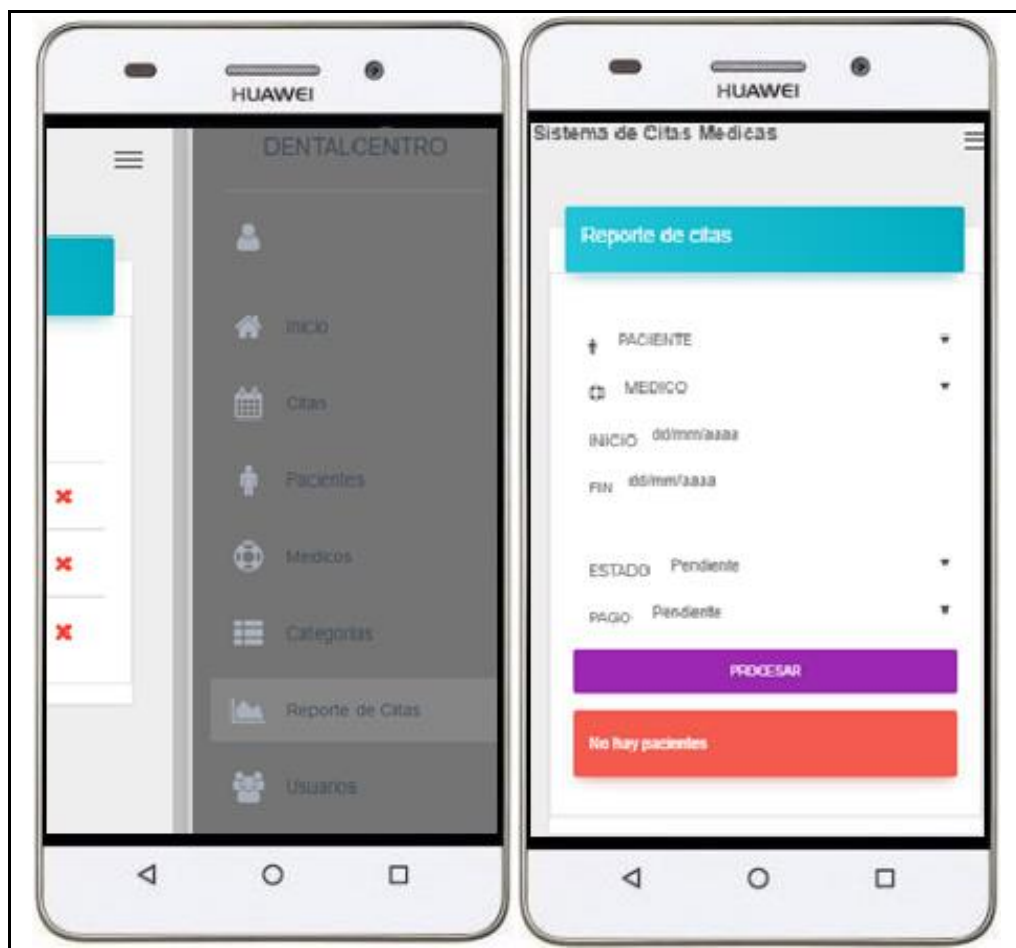 HUAWEI
DENTALCENTRO
Inicio
Citas
Pacientes
Medicos
Categorias
Reporte de Citas
Usuarios
HUAWEI
Sistema de Citas Medicas
Reporte de citas
PACIENTE
MEDICO
INICIO dd/mm/aaaa
FIN dd/mm/aaaa
ESTADO Pendiente
PAGO Pendiente
PROCESAR
No hay pacientes